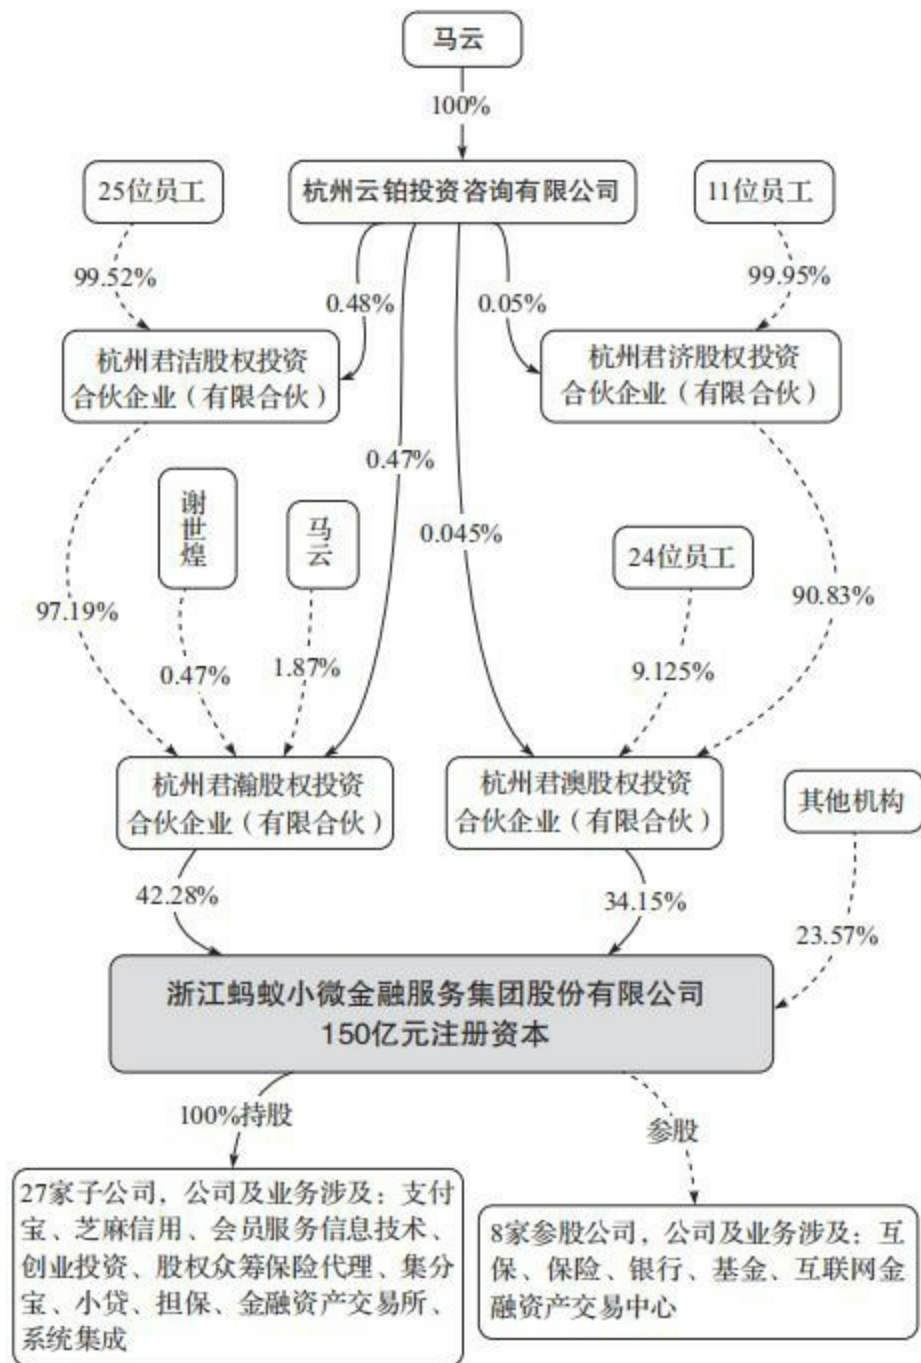 马云
100%
25位员工
杭州云铂投资咨询有限公司
11位员工
99.52%
0.48%
0.05%
99.95%
杭州君洁股权投资
合伙企业（有限合伙）
杭州君济股权投资
合伙企业（有限合伙）
0.47%
谢世煌
马云
0.045%
24位员工
97.19%
90.83%
0.47%
1.87%
9.125%
杭州君瀚股权投资
合伙企业（有限合伙）
杭州君澳股权投资
合伙企业（有限合伙）
其他机构
42.28%
34.15%
23.57%
浙江蚂蚁小微金融服务集团股份有限公司
150亿元注册资本
100%持股
参股
27家子公司，公司及业务涉及：支付
宝、芝麻信用、会员服务信息技术、
创业投资、股权众筹保险代理、集分
宝、小贷、担保、金融资产交易所、
系统集成
8家参股公司，公司及业务涉及：互
保、保险、银行、基金、互联网金
融资产交易中心